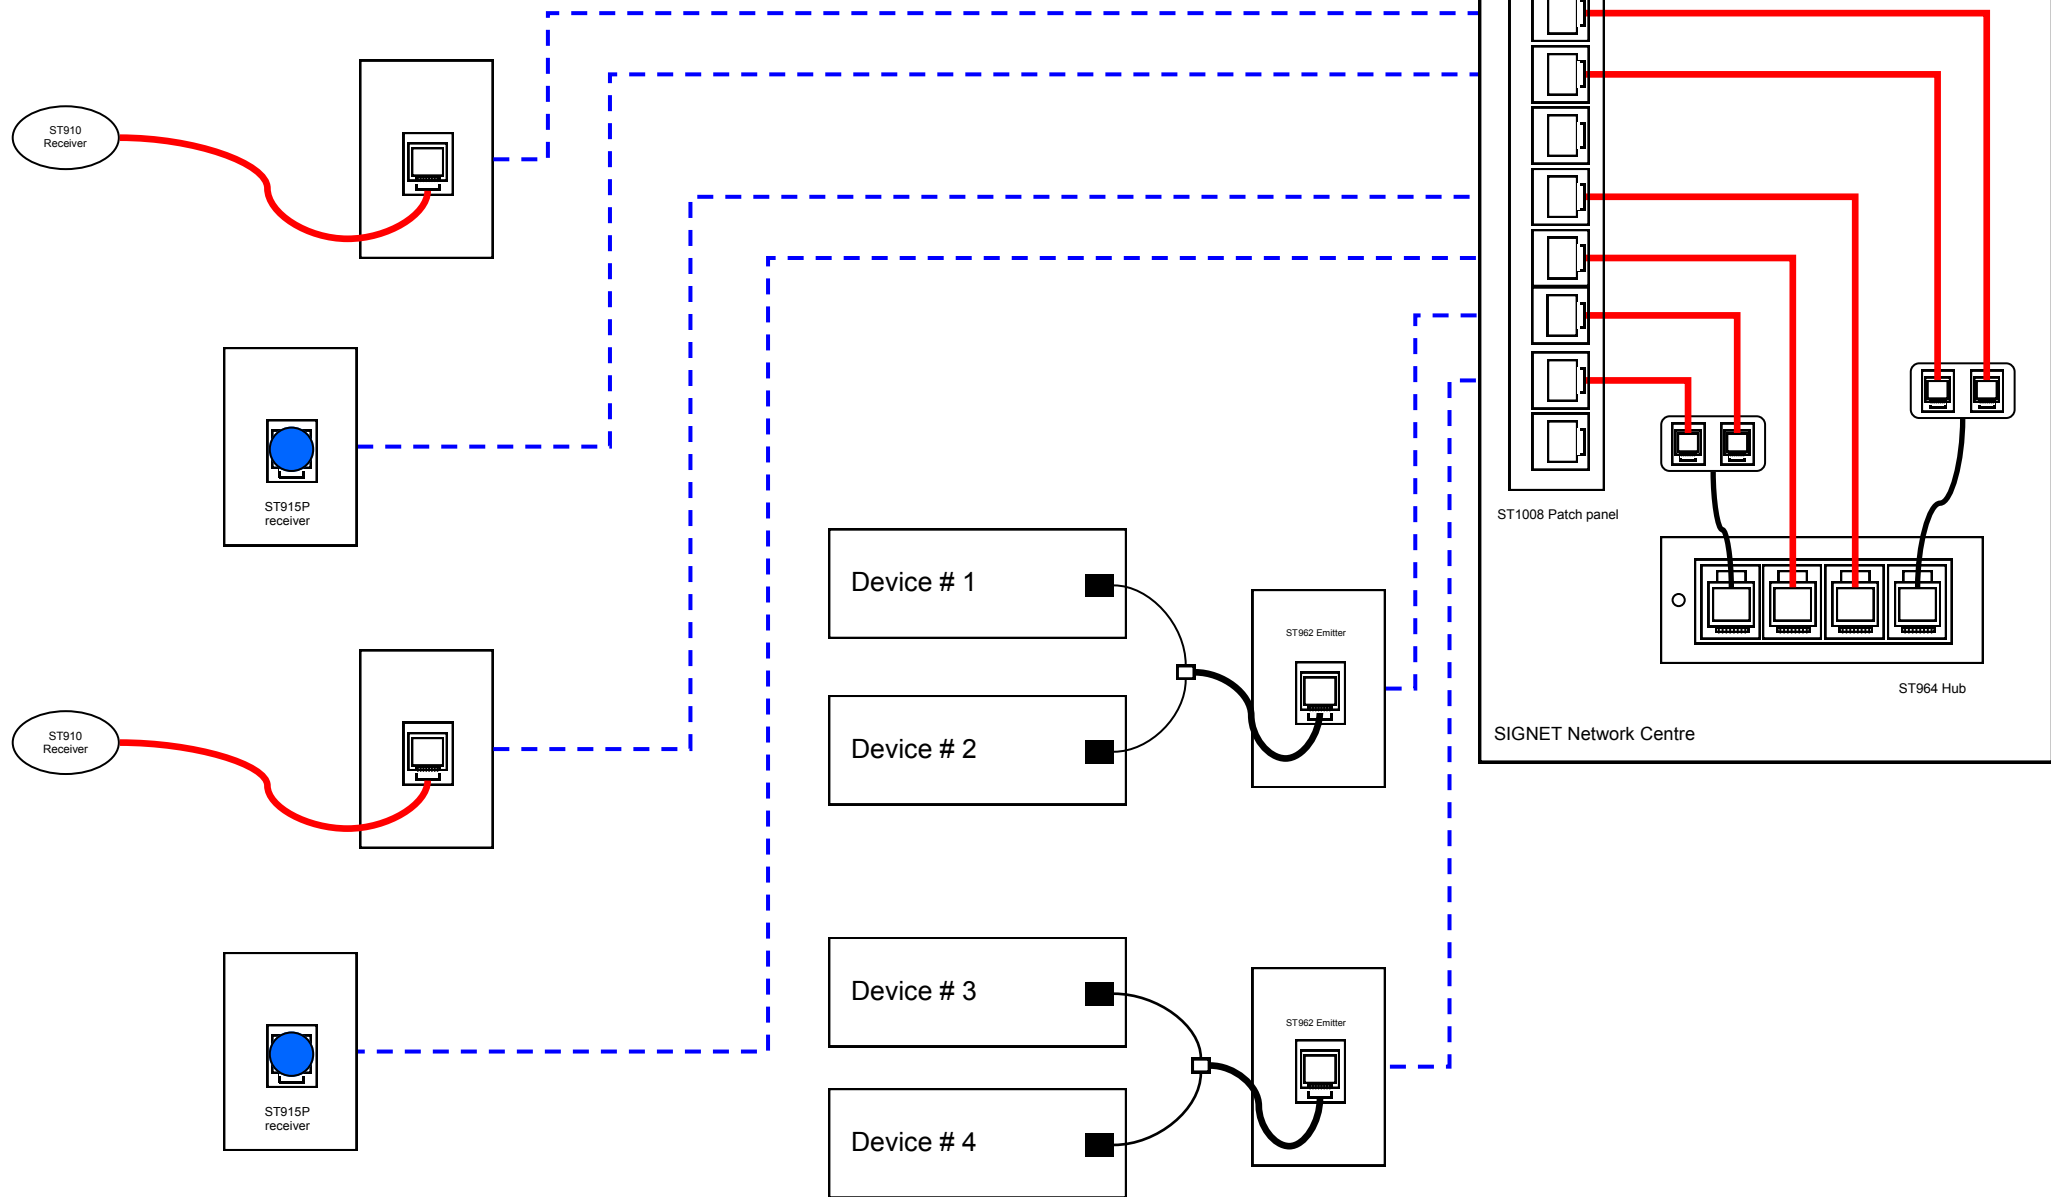 ST910
Receiver
ST915P
receiver
ST1008 Patch panel
Device # 1
ST962 Emitter
ST964 Hub
Device # 2
SIGNET Network Centre
ST910
Receiver
Device # 3
ST962 Emitter
ST915P
receiver
Device # 4